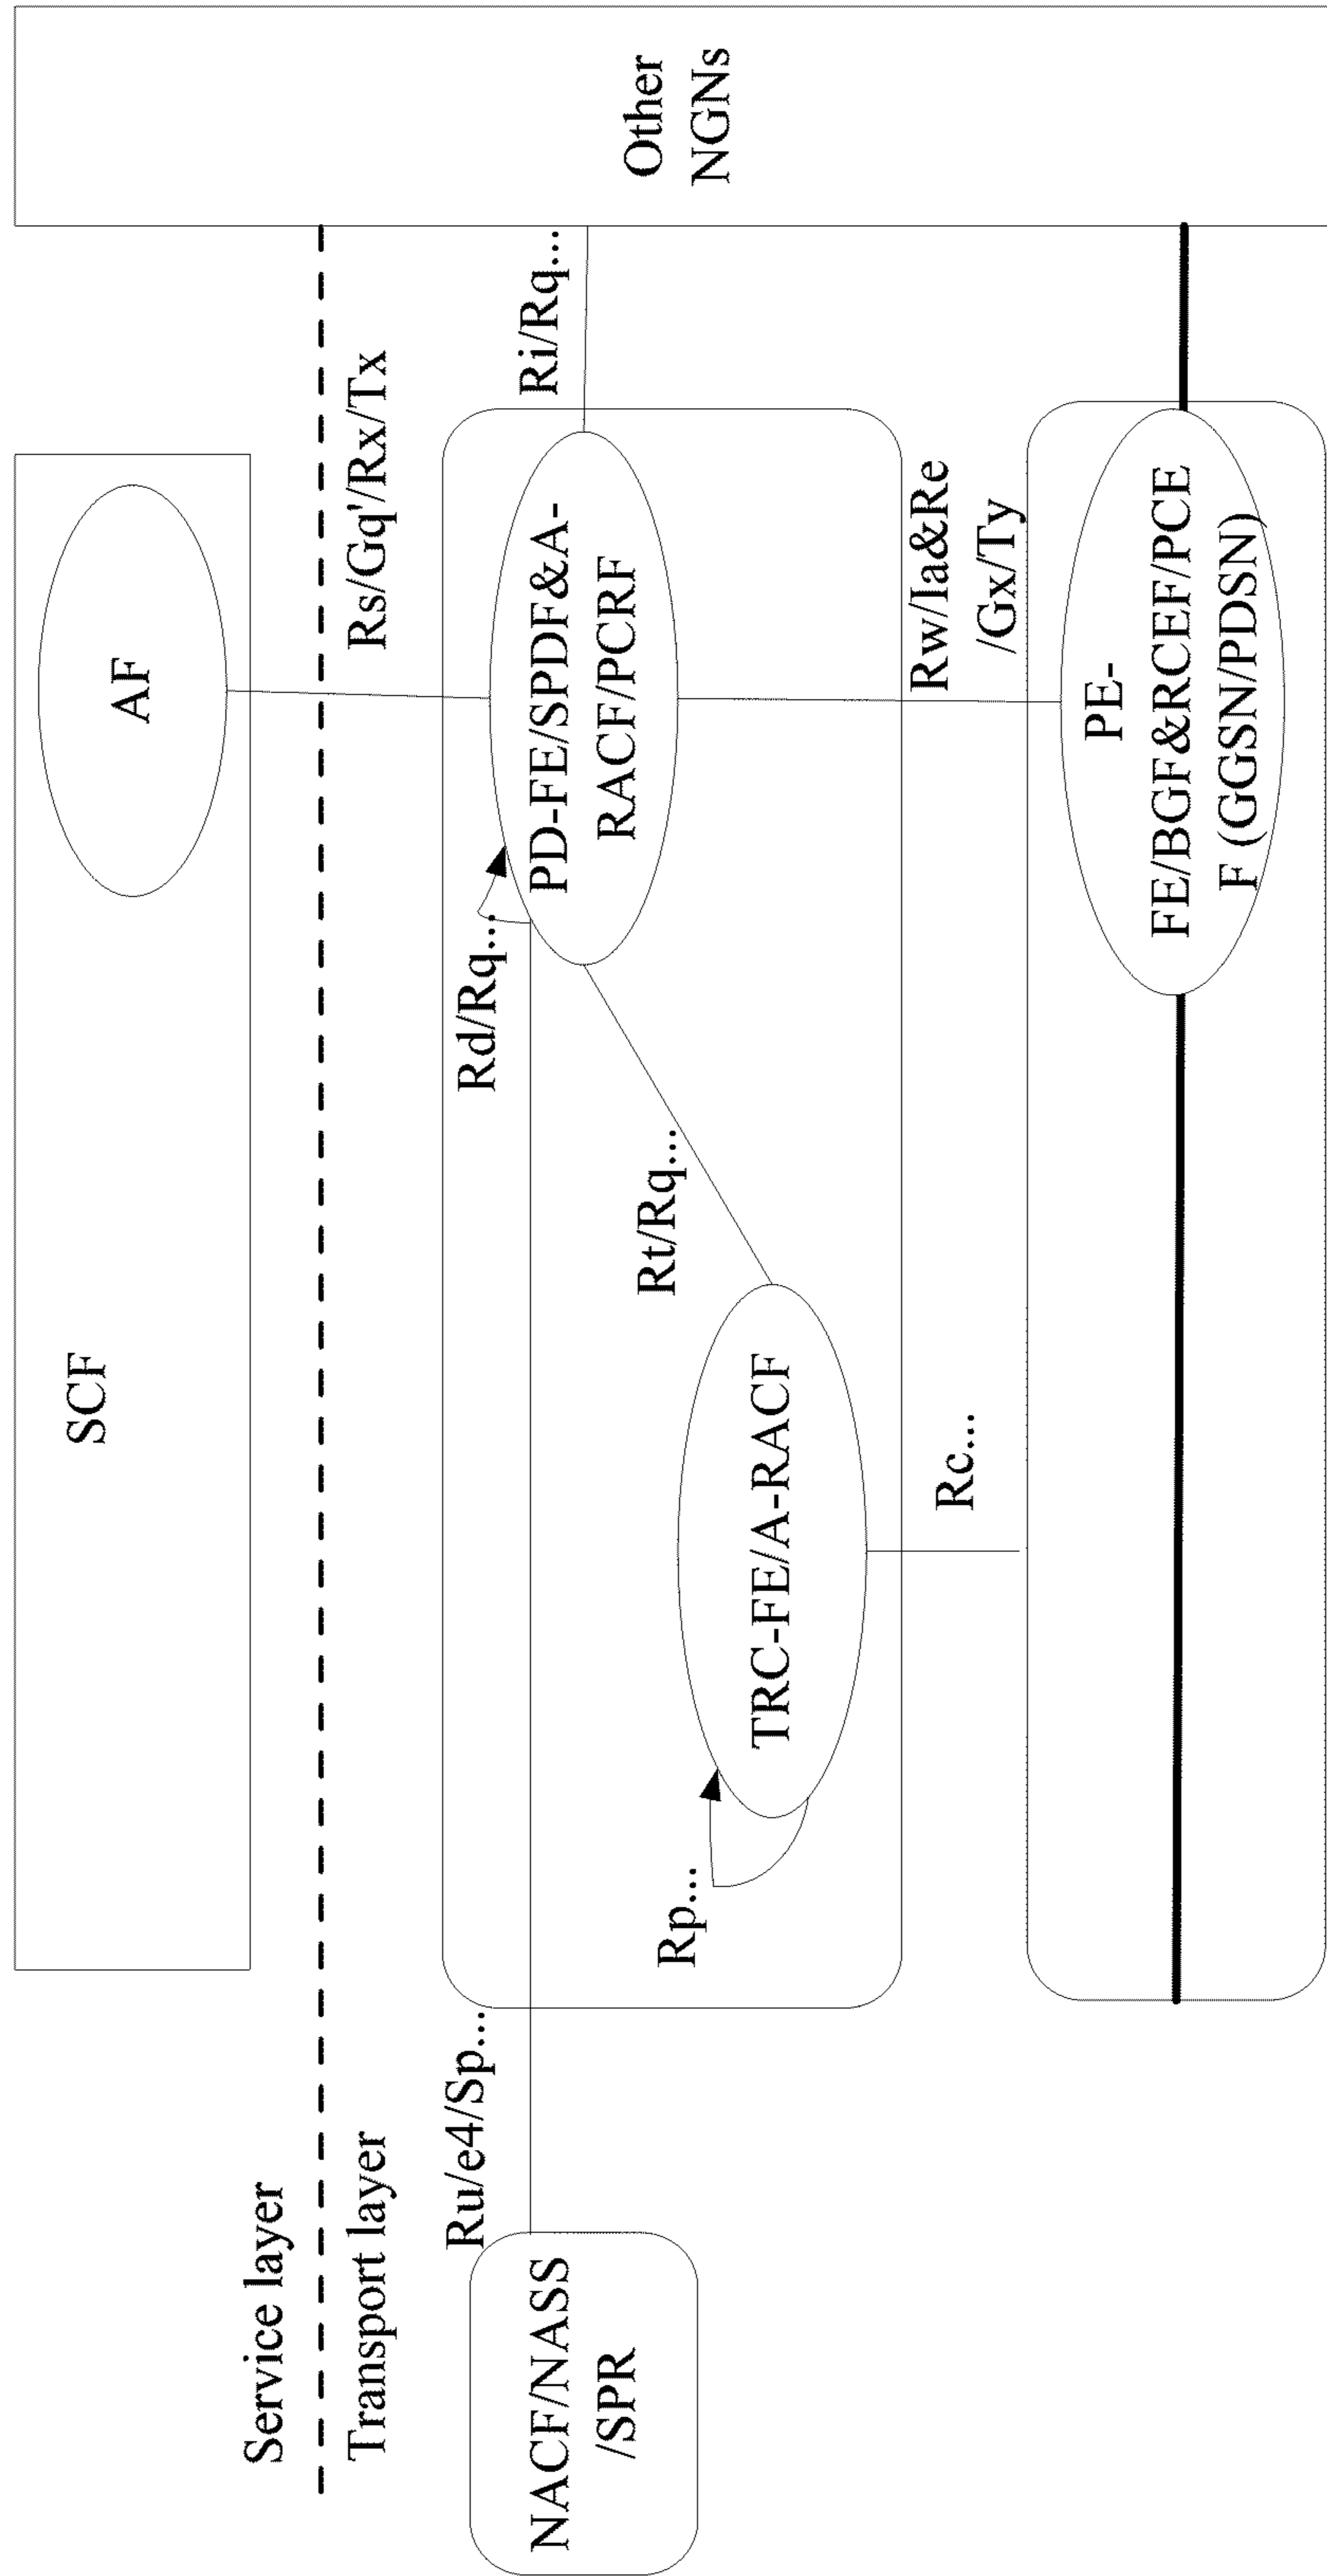 Service layer
Transport layer
SCF
AF
Rs/Gq'/Rx/Tx
Other
NGNs
NACF/NASS
/SPR
Ru/e4/Sp...
Rd/Rq...
PD-FE/SPDF&A-
RACF/PCRF
Ri/Rq...
Rt/Rq...
Rp...
TRC-FE/A-RACF
Rc...
Rw/Ia&Re
/Gx/Ty
PE-
FE/BGF&RCEF/PCE
F (GGSN/PDSN)